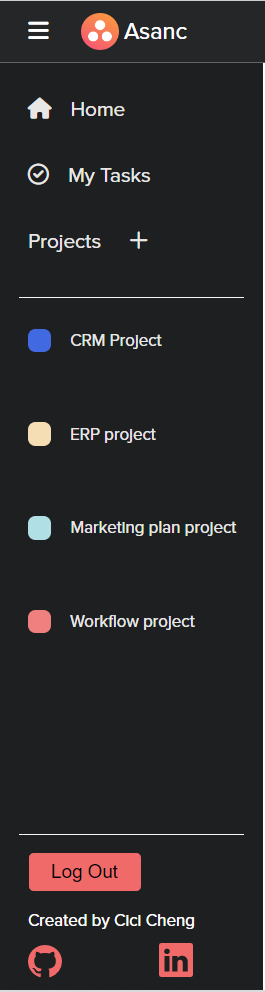 Asanc
Home
My Tasks
Projects +
CRM Project
ERP project
Marketing plan project
Workflow project
Log Out
Created by Cici Cheng
in